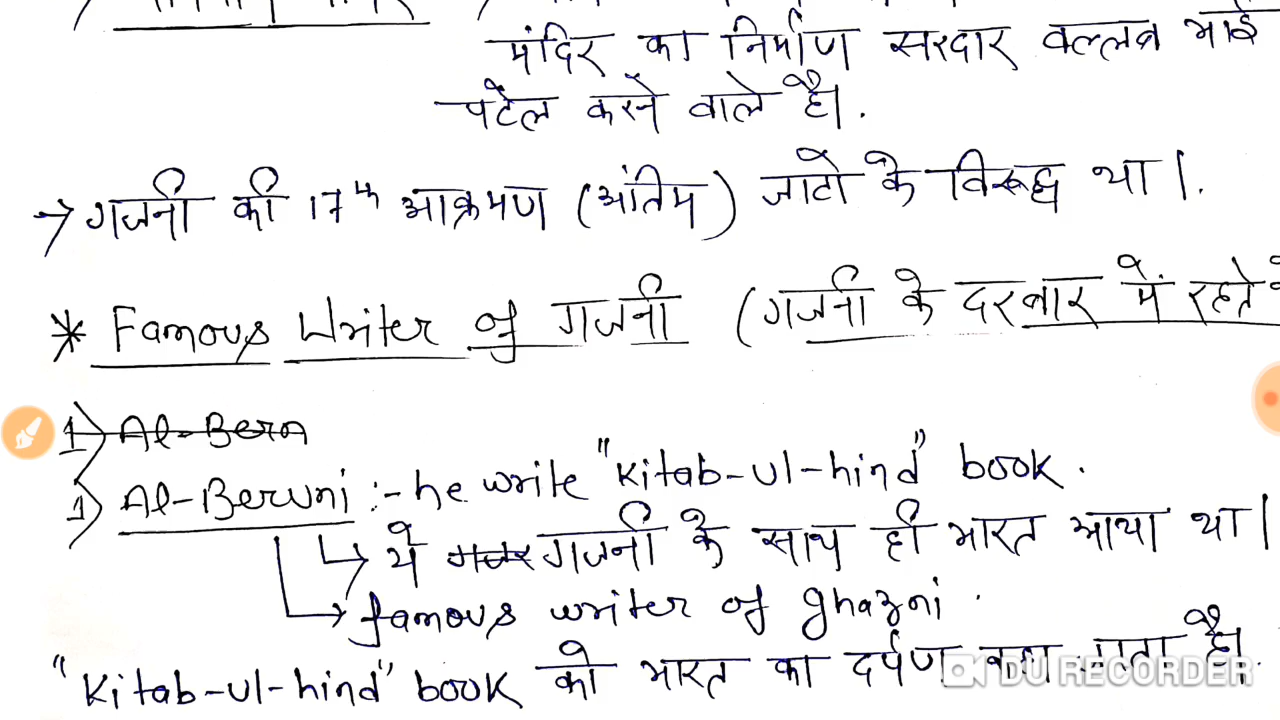 मंदिर का निर्माण सरदार वल्लब भाई
पटेल करने वाले है।.
→ गजनी की 17th आक्रमण (अंतिम) जाटो के विरूद्ध था।.
* Famous Writer of गजनी (गजनी के दरबार में रहते
1) Al-Bera
1) Al-Beruni :- he write "Kitab-ul-hind" book.
ये गजनी के साथ ही भारत आया था।
famous writer of ghazni.
"Kitab-ul-hind" book को भारत का दर्पण कहा जाता है।
DU RECORDER